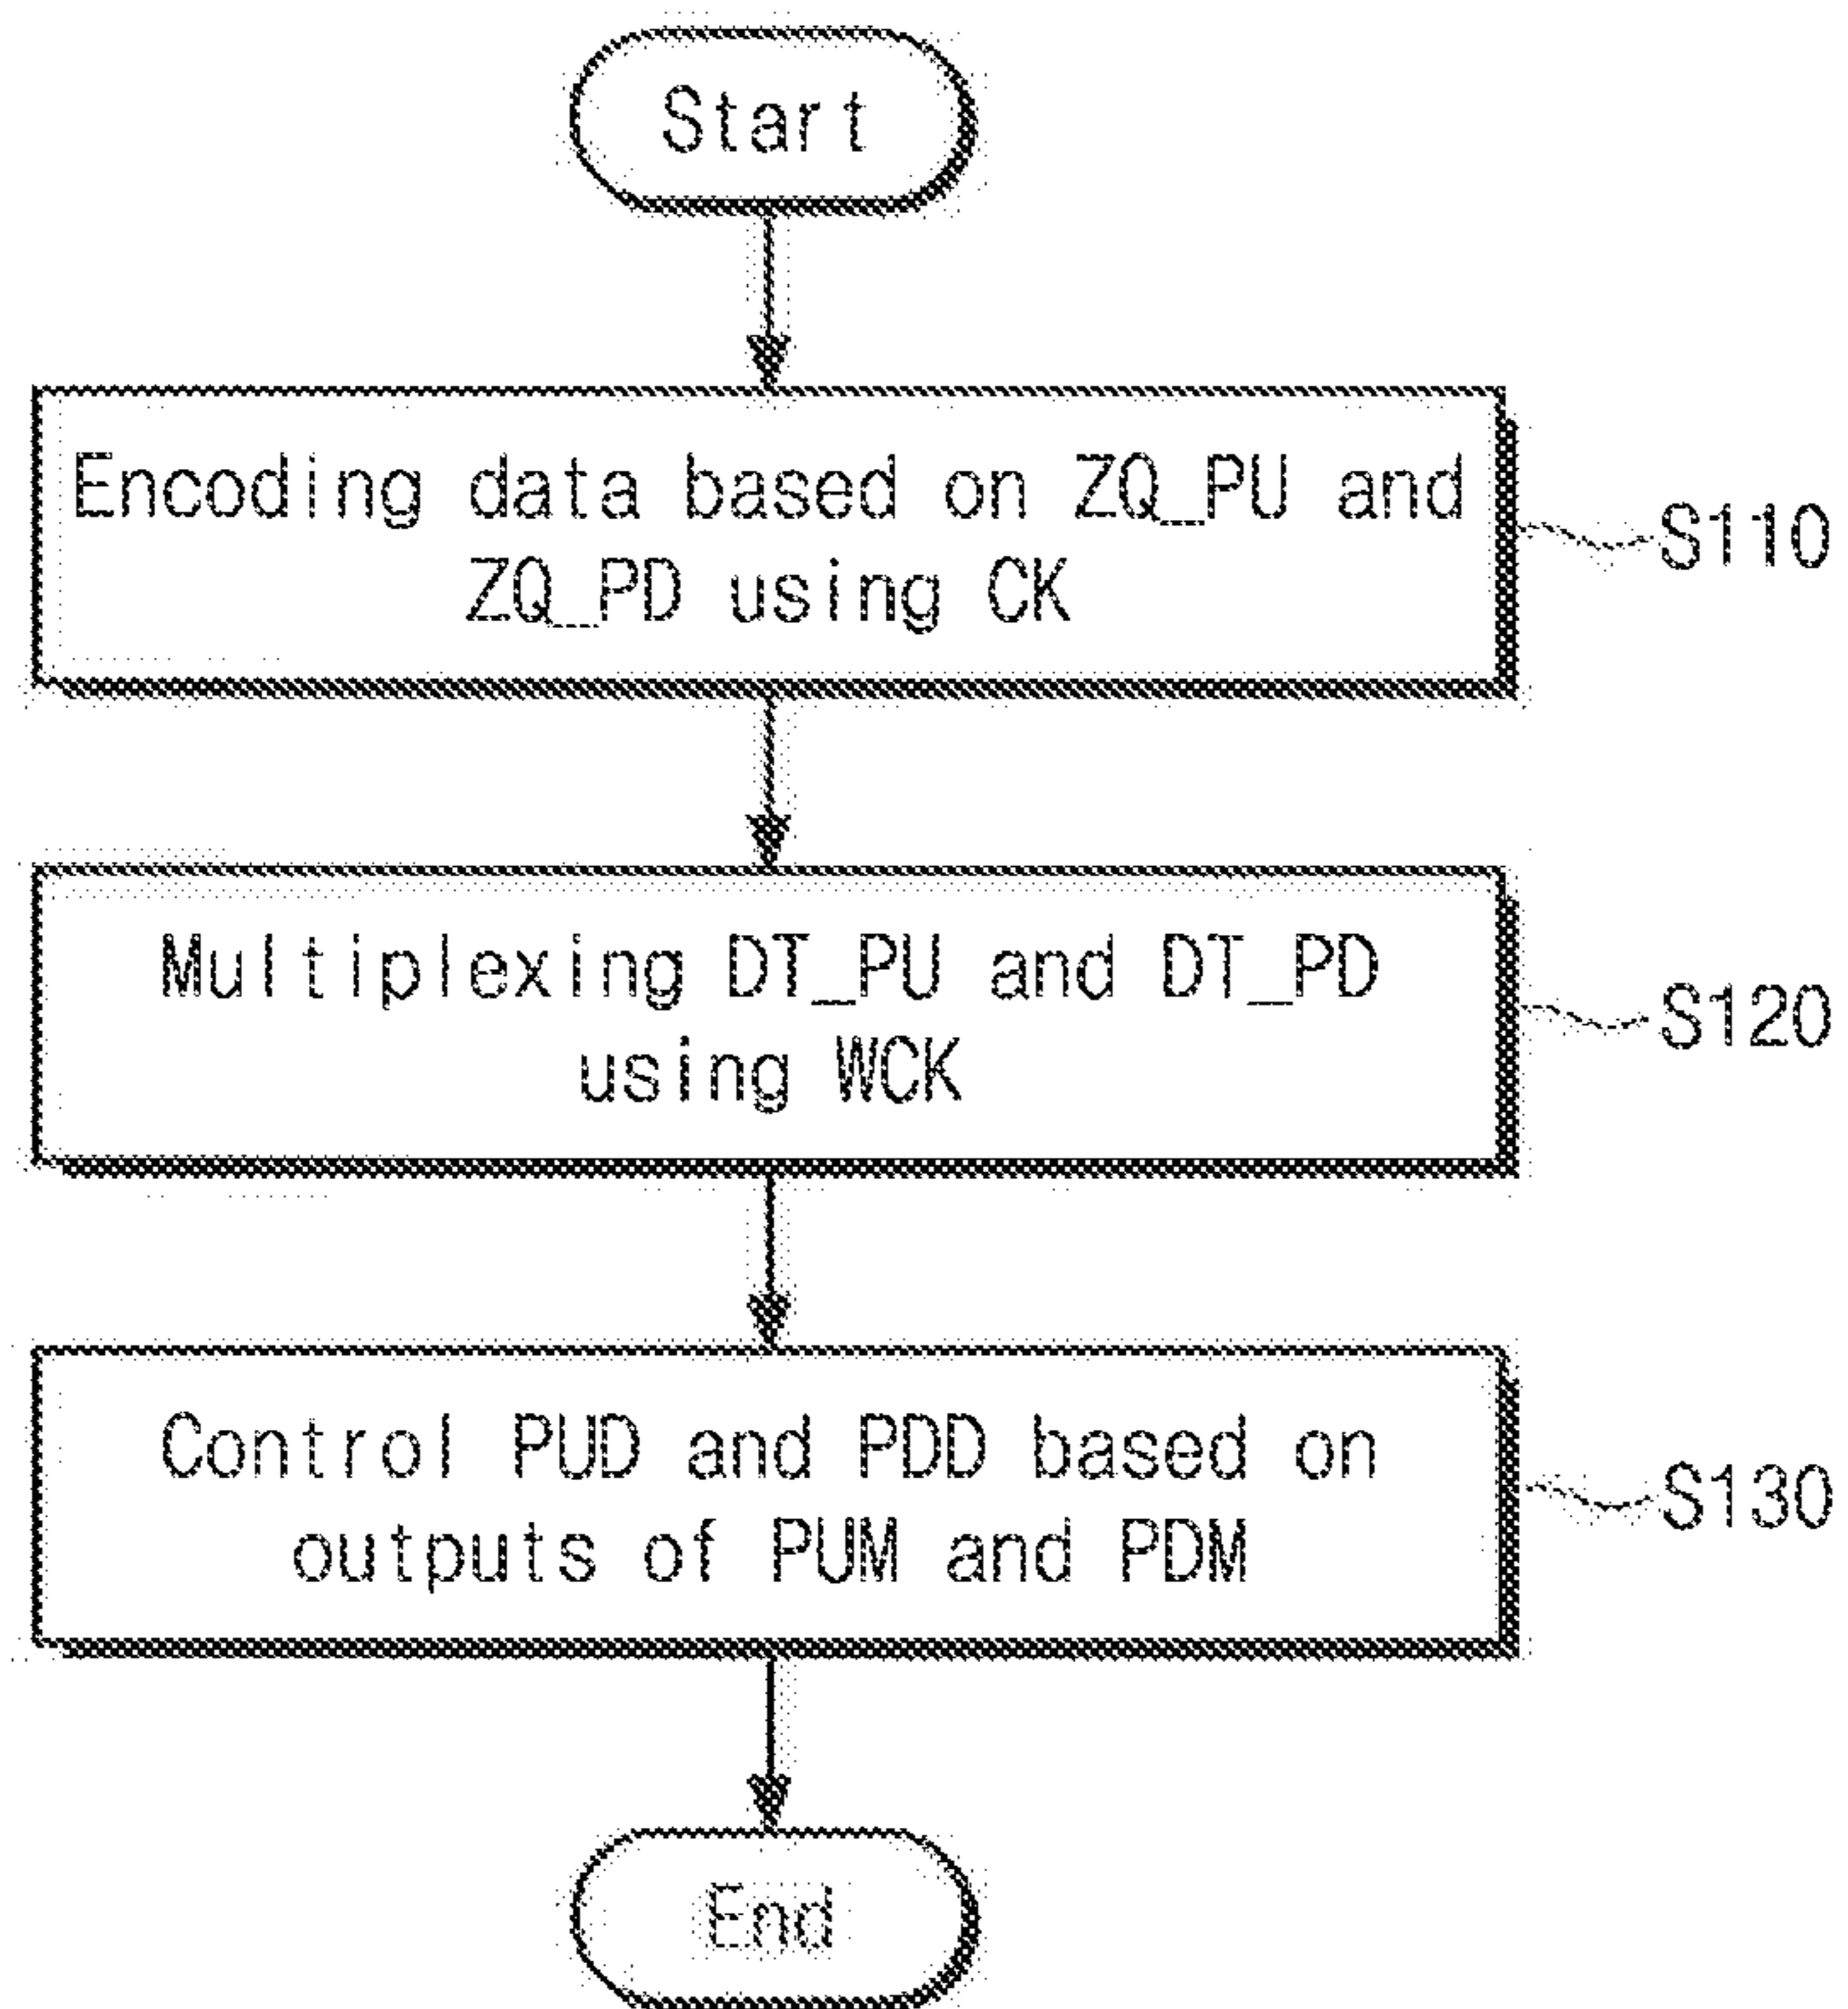 Start
Encoding data based on ZQ_PU and
ZQ_PD using CK
S110
Multiplexing DT_PU and DT_PD
using WCK
S120
Control PUD and PDD based on
outputs of PUM and PDM
S130
End